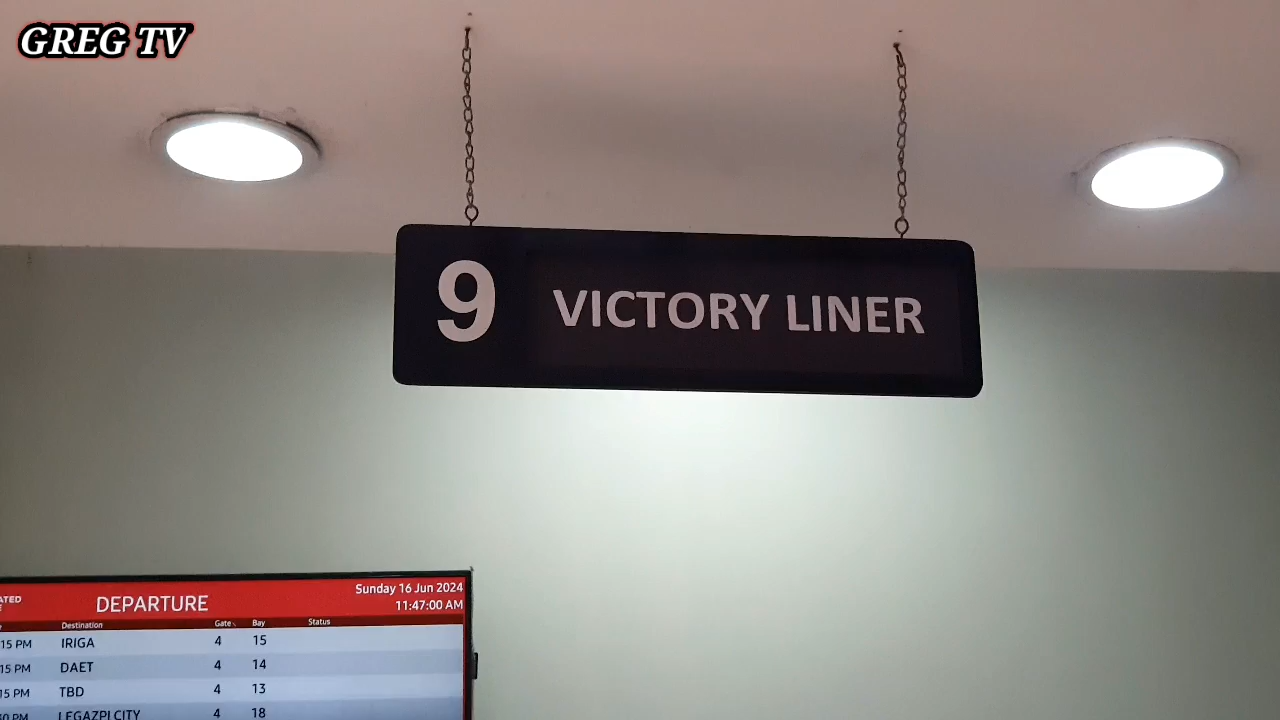 GREG TV
9 VICTORY LINER
DEPARTURE
Sunday 16 Jun 2024
11:47:00 AM
Destination Gate Bay Status
15 PM IRIGA 4 15
15 PM DAET 4 14
15 PM TBD 4 13
PM LEGAZPI CITY 4 18